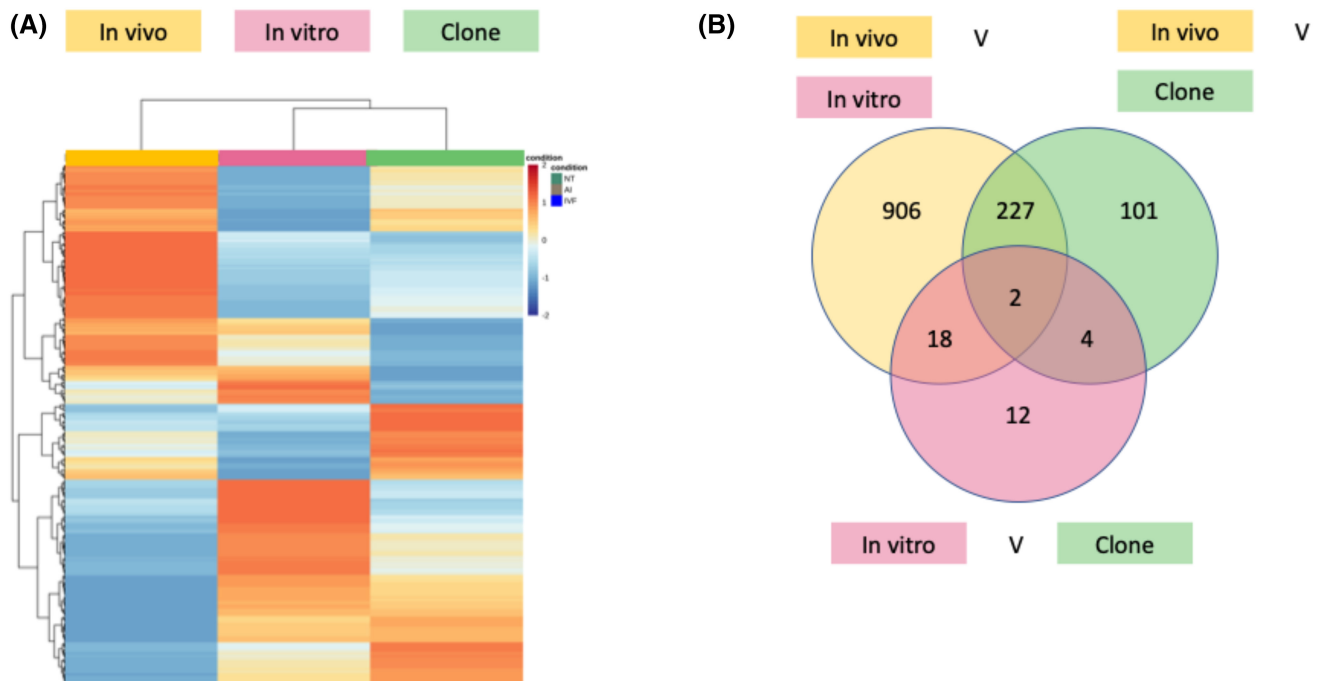 (A)
In vivo
In vitro
Clone
condition
2
1
0
-1
-2
condition
NT
AI
IVF
(B)
In vivo V
In vitro
In vivo V
Clone
906
227
101
2
18
4
12
In vitro V Clone